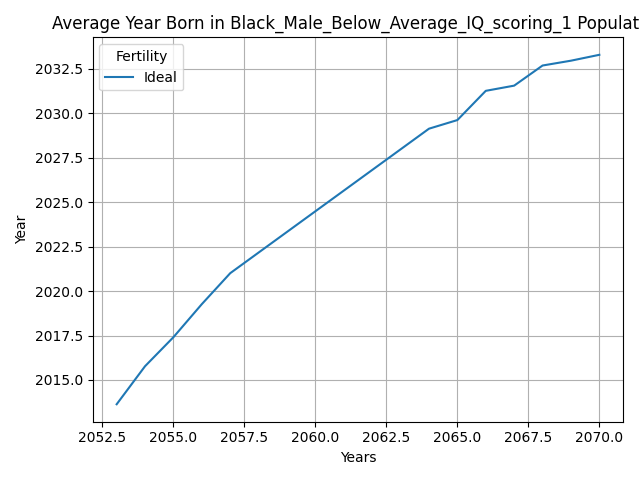 Average Year Born in Black_Male_Below_Average_IQ_scoring_1 Populat
Fertility
Ideal
2032.5
2030.0
2027.5
2025.0
2022.5
2020.0
2017.5
2015.0
Year
2052.5 2055.0 2057.5 2060.0 2062.5 2065.0 2067.5 2070.0
Years